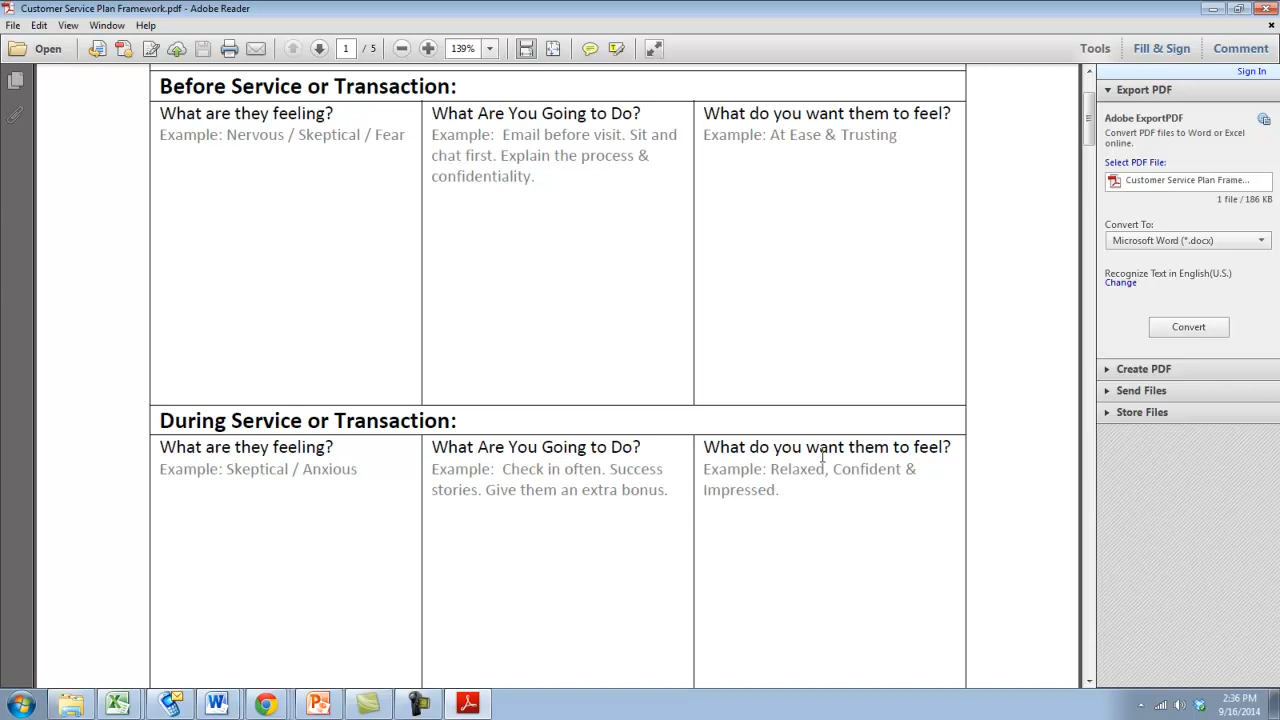 Customer Service Plan Framework.pdf - Adobe Reader
File Edit View Window Help
Open 1 / 5 139% Tools Fill & Sign Comment
Sign In
Before Service or Transaction:
What are they feeling?
Example: Nervous / Skeptical / Fear
What Are You Going to Do?
Example:  Email before visit. Sit and
chat first. Explain the process &
confidentiality.
What do you want them to feel?
Example: At Ease & Trusting
During Service or Transaction:
What are they feeling?
Example: Skeptical / Anxious
What Are You Going to Do?
Example:  Check in often. Success
stories. Give them an extra bonus.
What do you want them to feel?
Example: Relaxed, Confident &
Impressed.
Export PDF
Adobe ExportPDF
Convert PDF files to Word or Excel
online.
Select PDF File:
Customer Service Plan Frame...
1 file / 186 KB
Convert To:
Microsoft Word (*.docx)
Recognize Text in English(U.S.)
Change
Convert
Create PDF
Send Files
Store Files
2:36 PM
9/16/2014